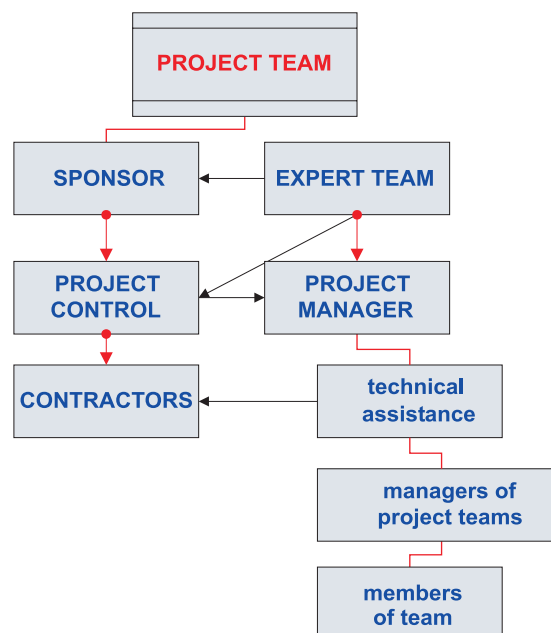 PROJECT TEAM
SPONSOR
EXPERT TEAM
PROJECT
CONTROL
PROJECT
MANAGER
CONTRACTORS
technical
assistance
managers of
project teams
members
of team